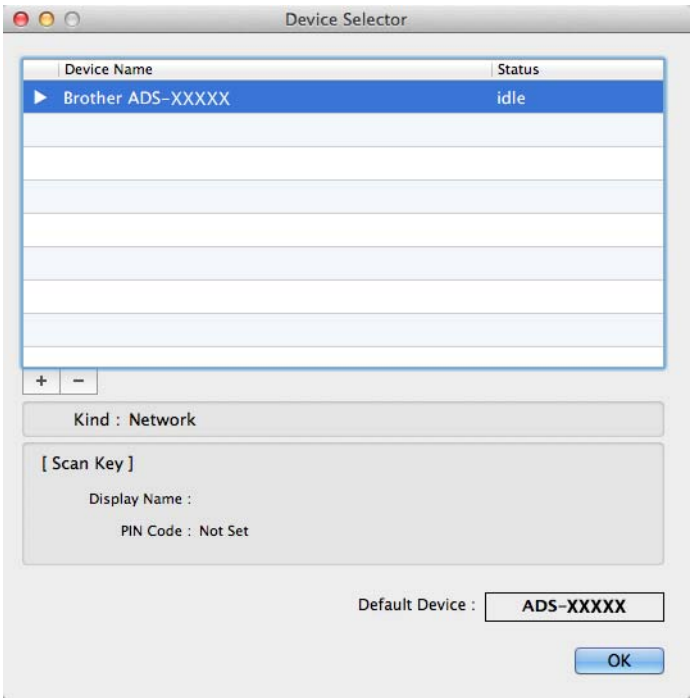 Device Selector
Device Name Status
Brother ADS-XXXXX idle
+ −
Kind : Network
[ Scan Key ]
Display Name :
PIN Code : Not Set
Default Device : ADS-XXXXX
OK